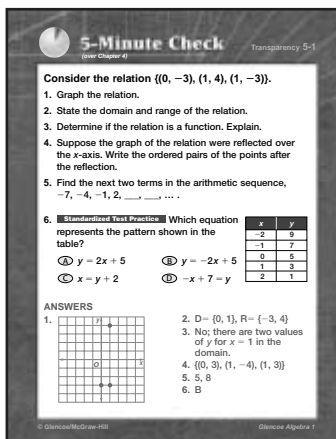 5-Minute Check
Transparency 5-1
(over Chapter 4)
Consider the relation {(0, −3), (1, 4), (1, −3)}.
1. Graph the relation.
2. State the domain and range of the relation.
3. Determine if the relation is a function. Explain.
4. Suppose the graph of the relation were reflected over
the x-axis. Write the ordered pairs of the points after
the reflection.
5. Find the next two terms in the arithmetic sequence,
−7, −4, −1, 2, ___, ___, ... .
6. Standardized Test Practice Which equation
represents the pattern shown in the
table?
A y = 2x + 5
B y = −2x + 5
C x = y + 2
D −x + 7 = y
x y
−2 9
−1 7
0 5
1 3
2 1
ANSWERS
1.
y
O
x
2. D= {0, 1}, R= {−3, 4}
3. No; there are two values
of y for x = 1 in the
domain.
4. {(0, 3), (1, −4), (1, 3)}
5. 5, 8
6. B
© Glencoe/McGraw-Hill
Glencoe Algebra 1